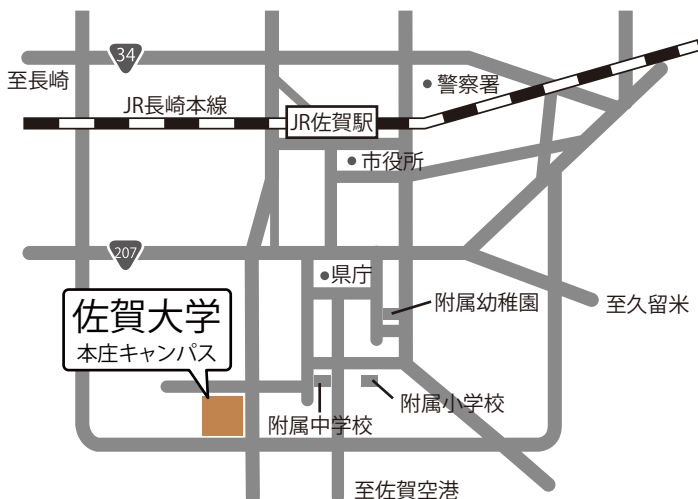 34
至長崎
警察署
JR長崎本線
JR佐賀駅
市役所
207
県庁
附属幼稚園
至久留米
佐賀大学
本庄キャンパス
附属小学校
附属中学校
至佐賀空港